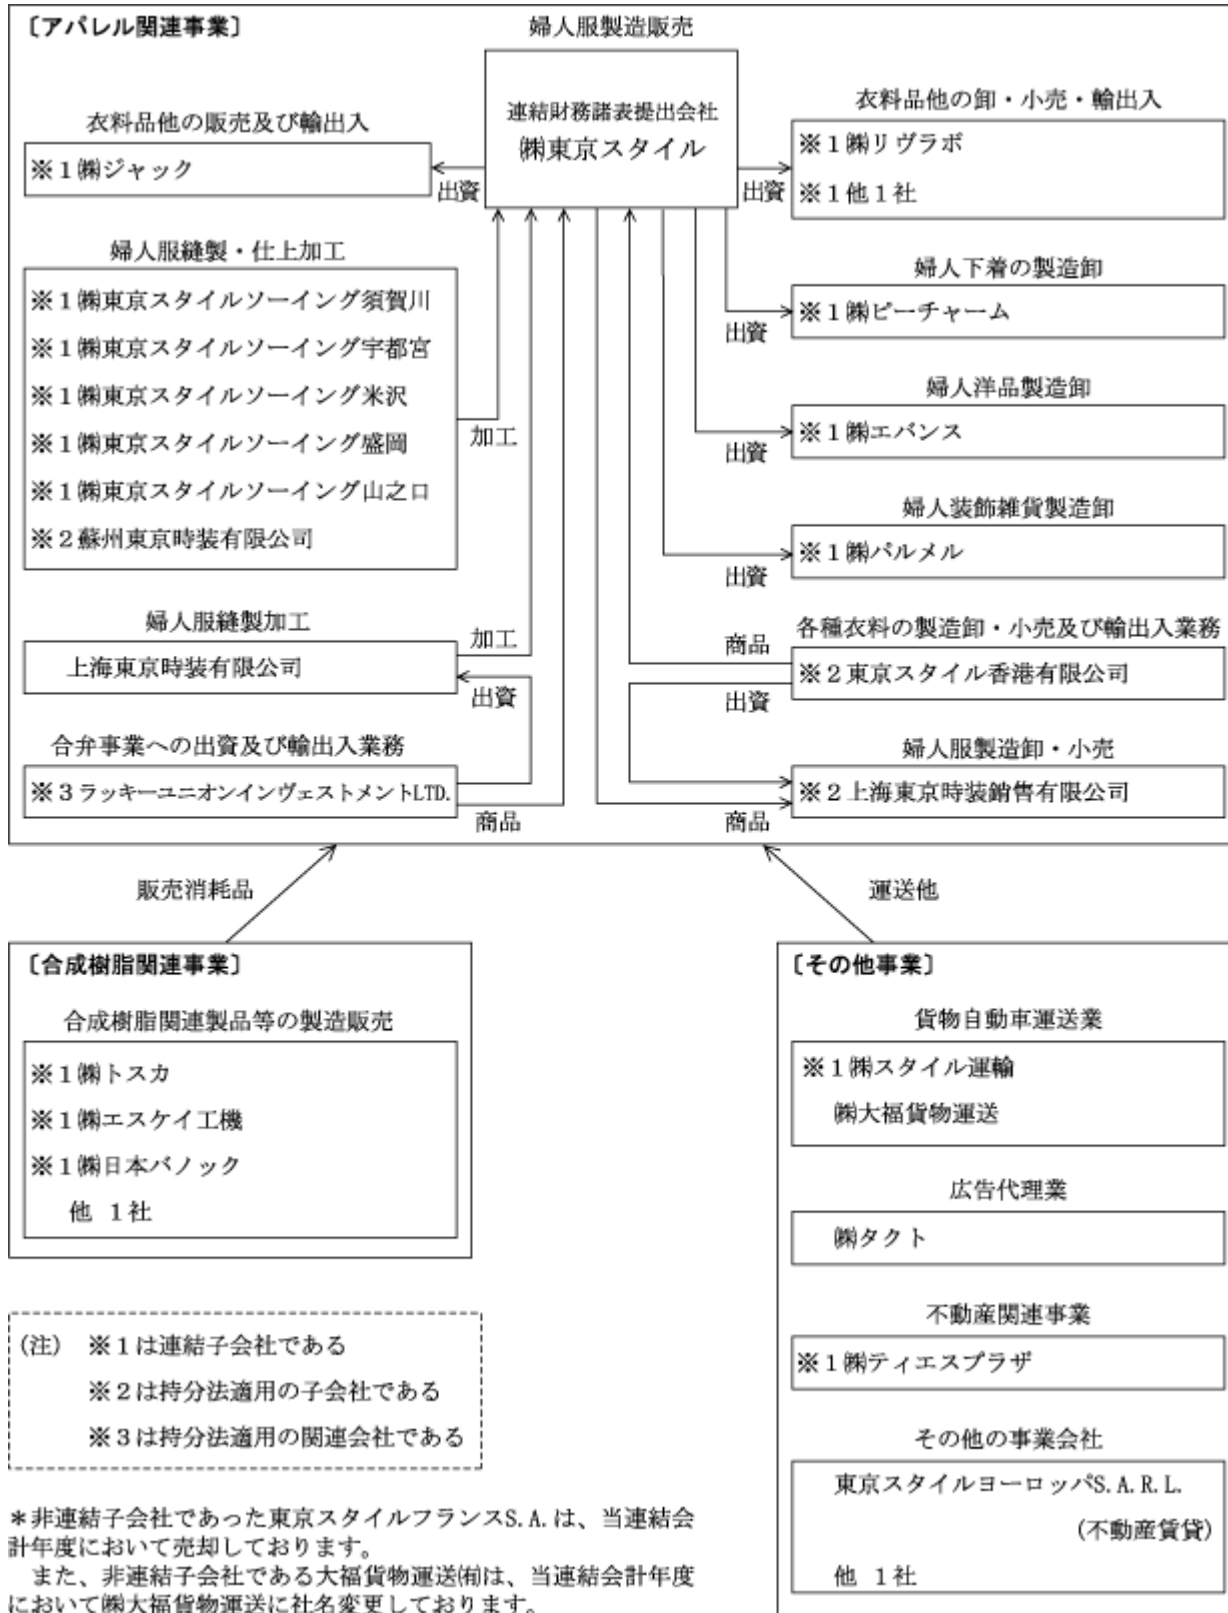 〔アパレル関連事業〕
婦人服製造販売
連結財務諸表提出会社
㈱東京スタイル
衣料品他の販売及び輸出入
※1㈱ジャック
出資
婦人服縫製・仕上加工
※1㈱東京スタイルソーイング須賀川
※1㈱東京スタイルソーイング宇都宮
※1㈱東京スタイルソーイング米沢
※1㈱東京スタイルソーイング盛岡
※1㈱東京スタイルソーイング山之口
※2蘇州東京時装有限公司
加工
婦人服縫製加工
上海東京時装有限公司
加工
出資
合弁事業への出資及び輸出入業務
※3ラッキーユニオンインヴェストメントLTD.
商品
衣料品他の卸・小売・輸出入
※1㈱リヴラボ
※1他1社
出資
婦人下着の製造卸
※1㈱ピーチャーム
出資
婦人洋品製造卸
※1㈱エバンス
出資
婦人装飾雑貨製造卸
※1㈱パルメル
出資
各種衣料の製造卸・小売及び輸出入業務
商品
※2東京スタイル香港有限公司
出資
婦人服製造卸・小売
※2上海東京時装銷售有限公司
商品
販売消耗品
運送他
〔合成樹脂関連事業〕
合成樹脂関連製品等の製造販売
※1㈱トスカ
※1㈱エスケイ工機
※1㈱日本バノック
他 1社
〔その他事業〕
貨物自動車運送業
※1㈱スタイル運輸
㈱大福貨物運送
広告代理業
㈱タクト
不動産関連事業
※1㈱ティエスプラザ
その他の事業会社
東京スタイルヨーロッパS.A.R.L.
(不動産賃貸)
他 1社
(注) ※1は連結子会社である
※2は持分法適用の子会社である
※3は持分法適用の関連会社である
*非連結子会社であった東京スタイルフランスS.A.は、当連結会
計年度において売却しております。
また、非連結子会社である大福貨物運送㈲は、当連結会計年度
において㈱大福貨物運送に社名変更しております。